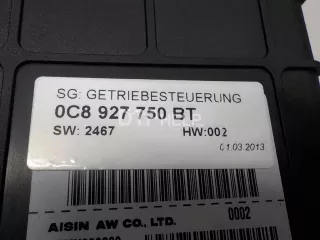 SG: GETRIEBESTEUERUNG
0C8 927 750 BT
SW: 2467 HW:002
01.03.2013
AISIN AW CO., LTD. 0002